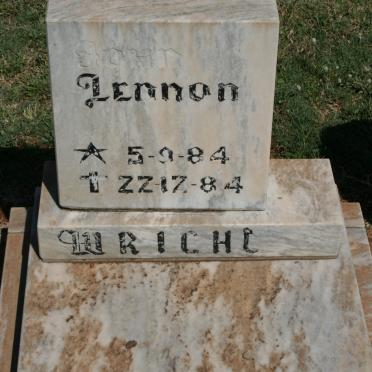 Lennon
☆ 5-9-84
✝ 22-12-84
WRIGHT